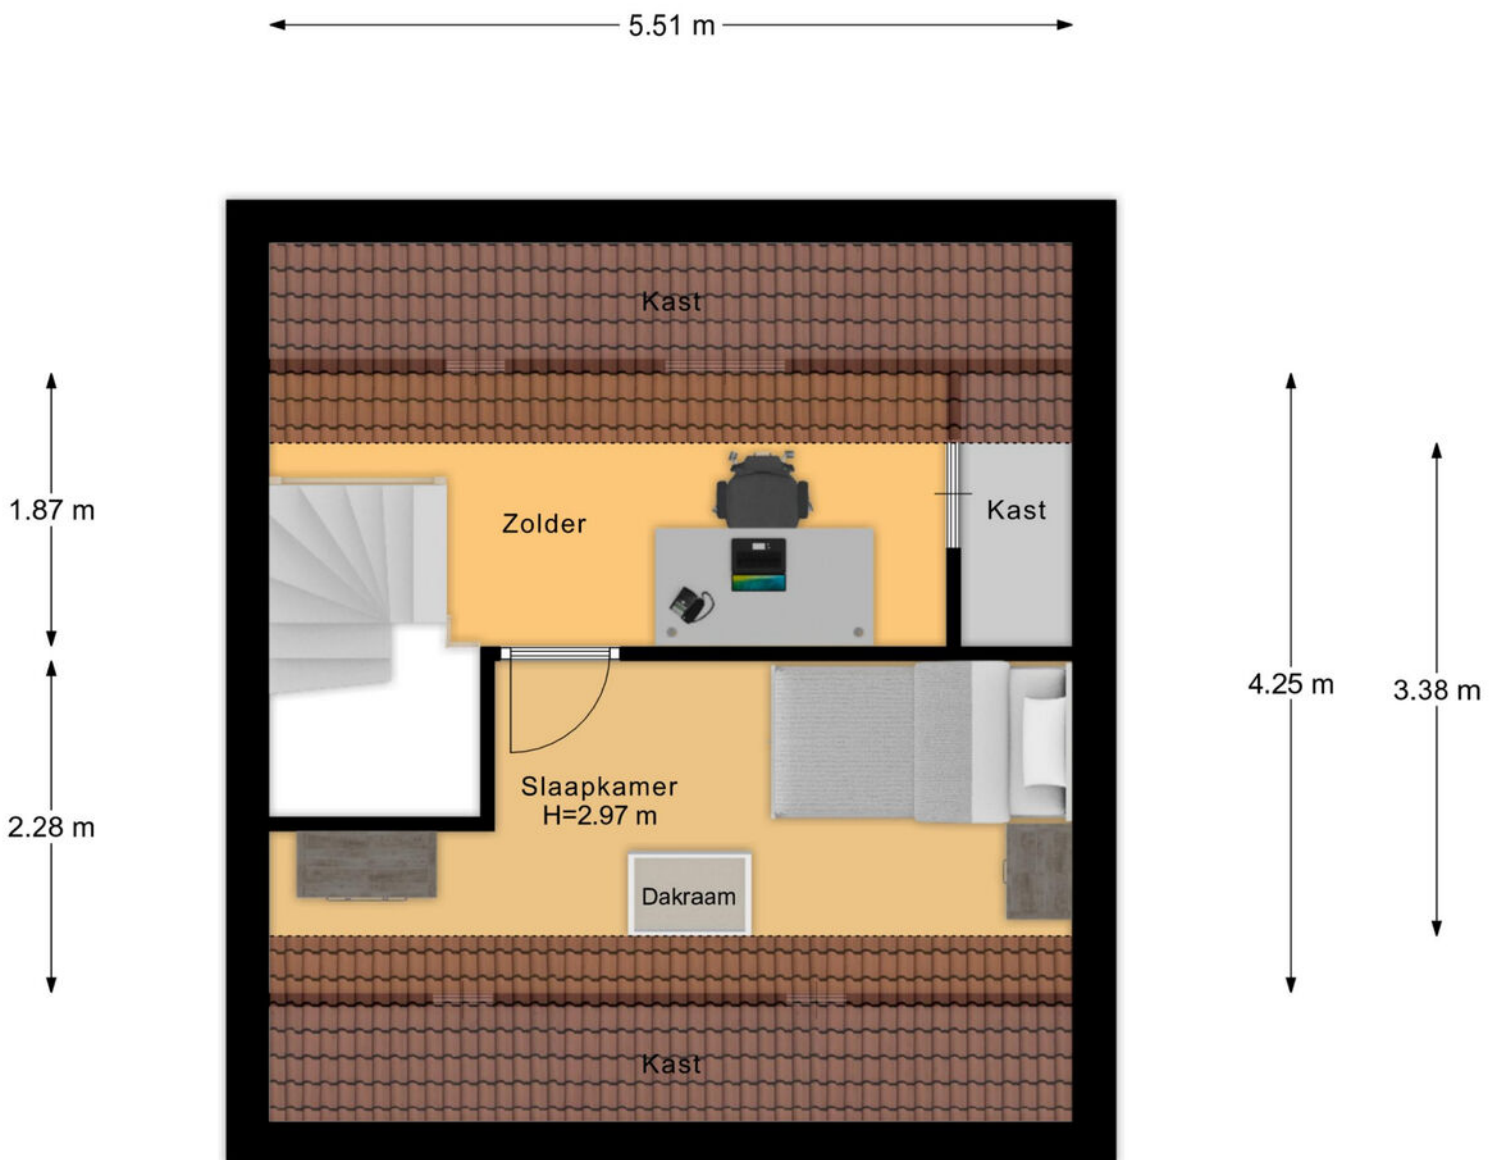 5.51 m
Kast
1.87 m
Zolder
Kast
4.25 m
3.38 m
Slaapkamer
H=2.97 m
2.28 m
Dakraam
Kast